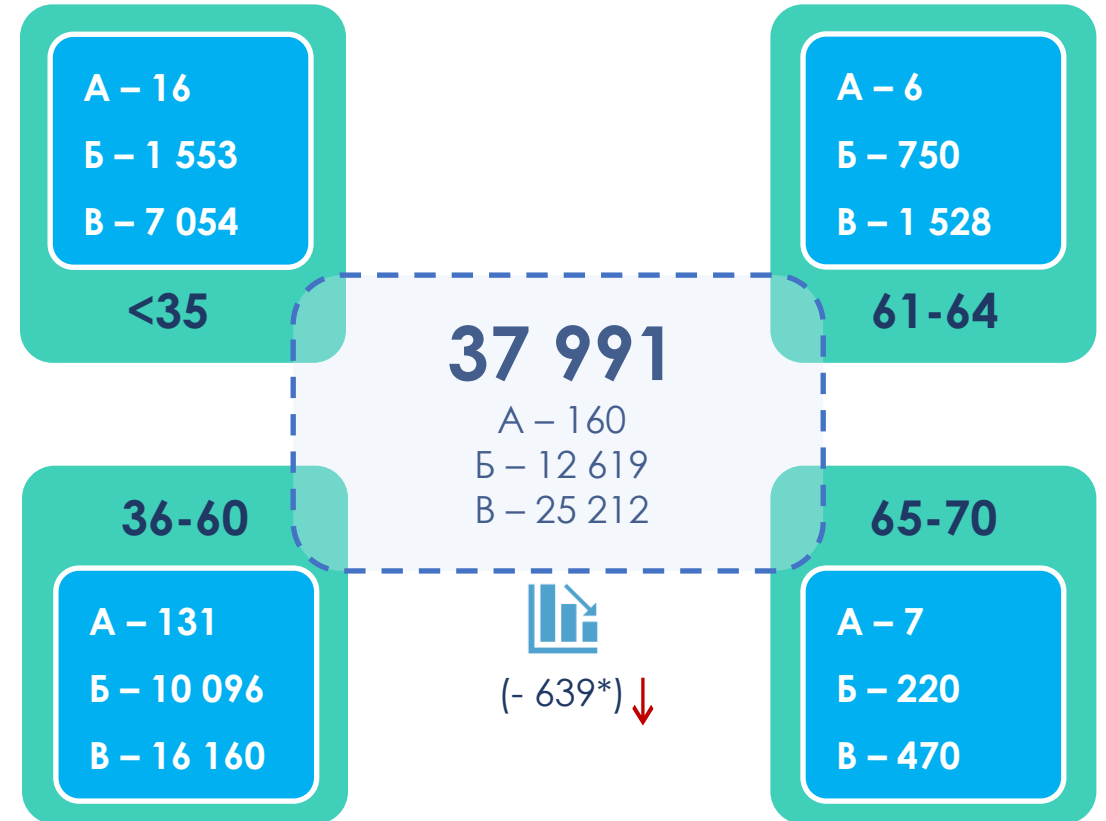 А – 16
Б – 1 553
В – 7 054
<35
А – 6
Б – 750
В – 1 528
61-64
37 991
А – 160
Б – 12 619
В – 25 212
36-60
А – 131
Б – 10 096
В – 16 160
65-70
А – 7
Б – 220
В – 470
(- 639*)